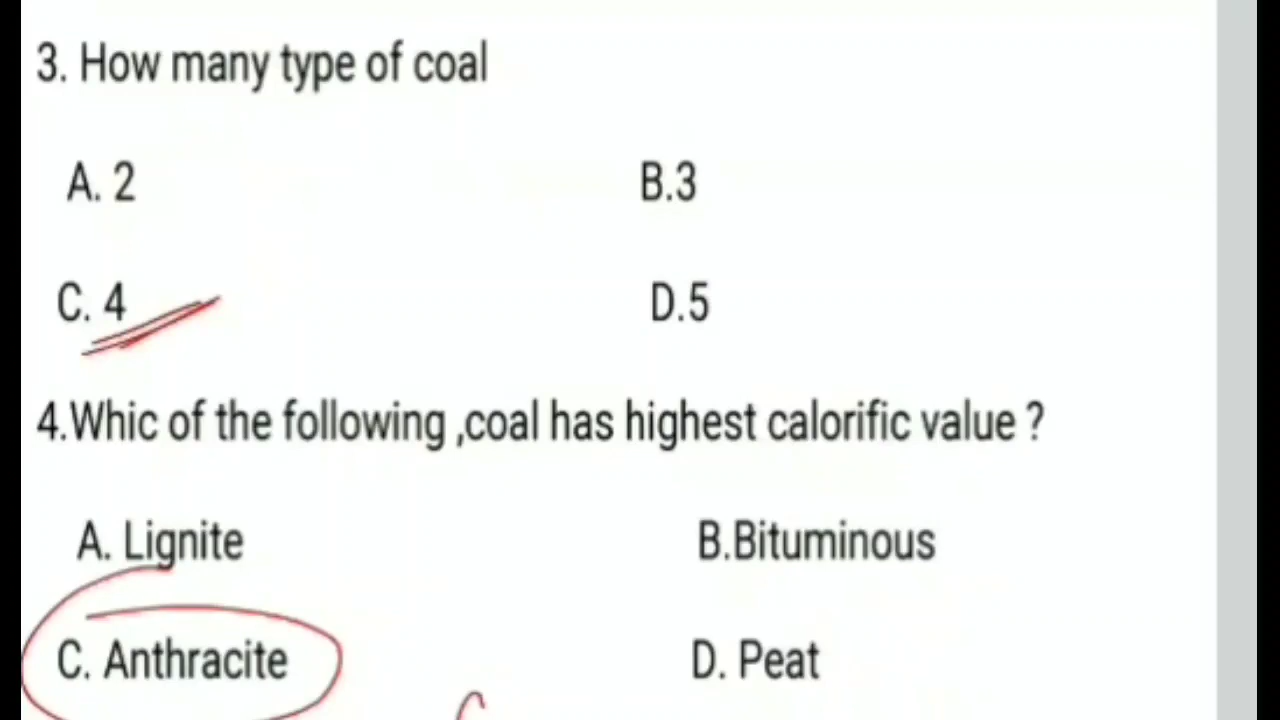 3. How many type of coal
A. 2 B.3
C. 4 D.5
4.Whic of the following ,coal has highest calorific value ?
A. Lignite B.Bituminous
C. Anthracite D. Peat